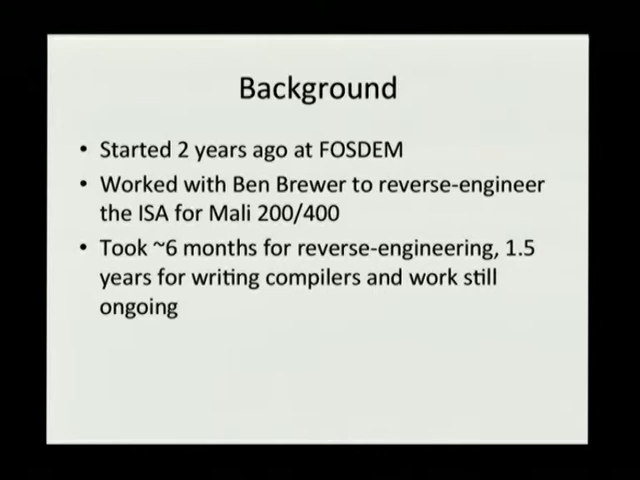 Background
• Started 2 years ago at FOSDEM
• Worked with Ben Brewer to reverse-engineer
the ISA for Mali 200/400
• Took ~6 months for reverse-engineering, 1.5
years for writing compilers and work still
ongoing